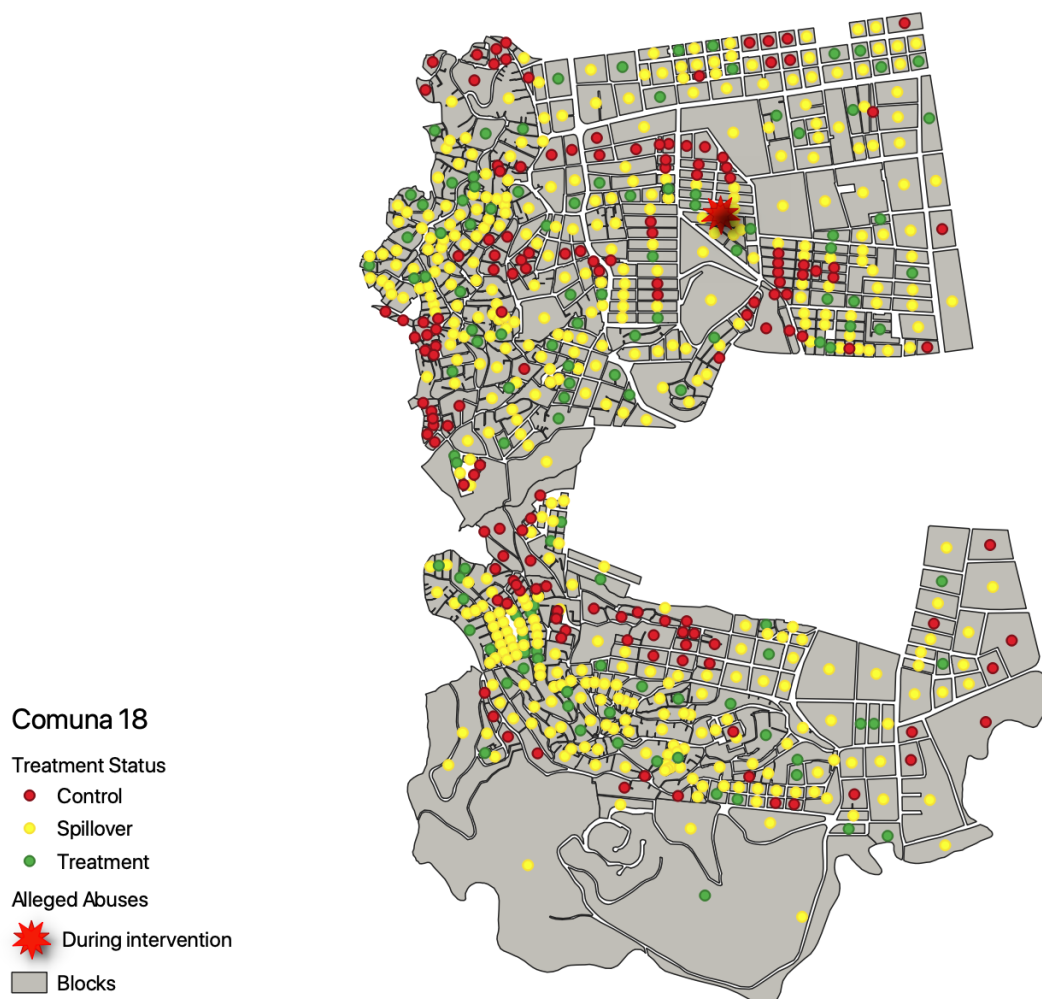 Comuna 18
Treatment Status
Control
Spillover
Treatment
Alleged Abuses
During intervention
Blocks